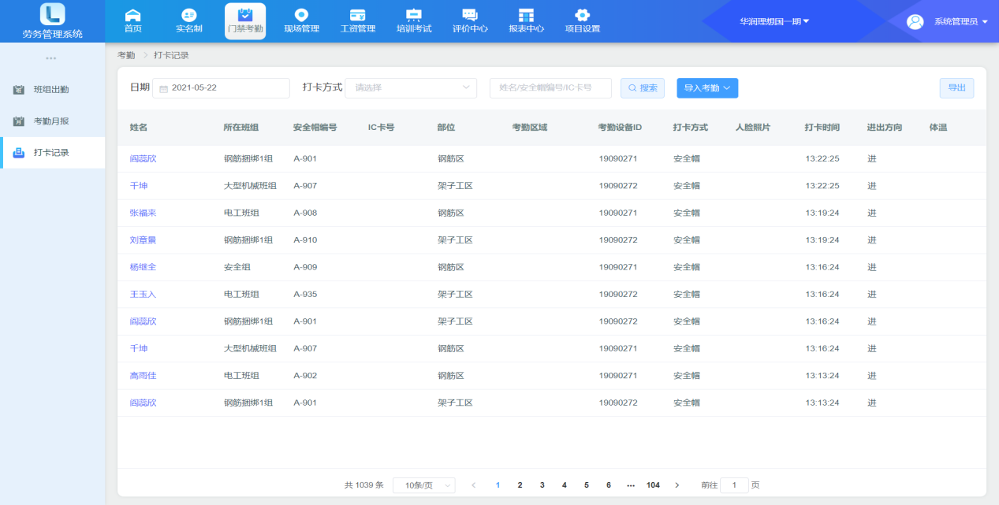 劳务管理系统
首页 实名制 门禁考勤 现场管理 工资管理 培训考试 评价中心 报表中心 项目设置 华润理想国一期 系统管理员
考勤 > 打卡记录
班组出勤
考勤月报
打卡记录
日期 2021-05-22 打卡方式 请选择 姓名/安全帽编号/IC卡号 搜索 导入考勤 导出
姓名 所在班组 安全帽编号 IC卡号 部位 考勤区域 考勤设备ID 打卡方式 人脸照片 打卡时间 进出方向 体温
阎蕊欣 钢筋捆绑1组 A-901 钢筋区 19090271 安全帽 13:22:25 进
千坤 大型机械班组 A-907 架子工区 19090272 安全帽 13:22:25 进
张福来 电工班组 A-908 钢筋区 19090271 安全帽 13:19:24 进
刘章景 钢筋捆绑1组 A-910 架子工区 19090272 安全帽 13:19:24 进
杨继全 安全组 A-909 钢筋区 19090271 安全帽 13:16:24 进
王玉入 电工班组 A-935 架子工区 19090272 安全帽 13:16:24 进
阎蕊欣 钢筋捆绑1组 A-901 架子工区 19090272 安全帽 13:16:24 进
千坤 大型机械班组 A-907 钢筋区 19090271 安全帽 13:16:24 进
高雨佳 电工班组 A-902 钢筋区 19090271 安全帽 13:13:24 进
阎蕊欣 钢筋捆绑1组 A-901 架子工区 19090272 安全帽 13:13:24 进
共 1039 条 10条/页 < 1 2 3 4 5 6 ··· 104 > 前往 1 页